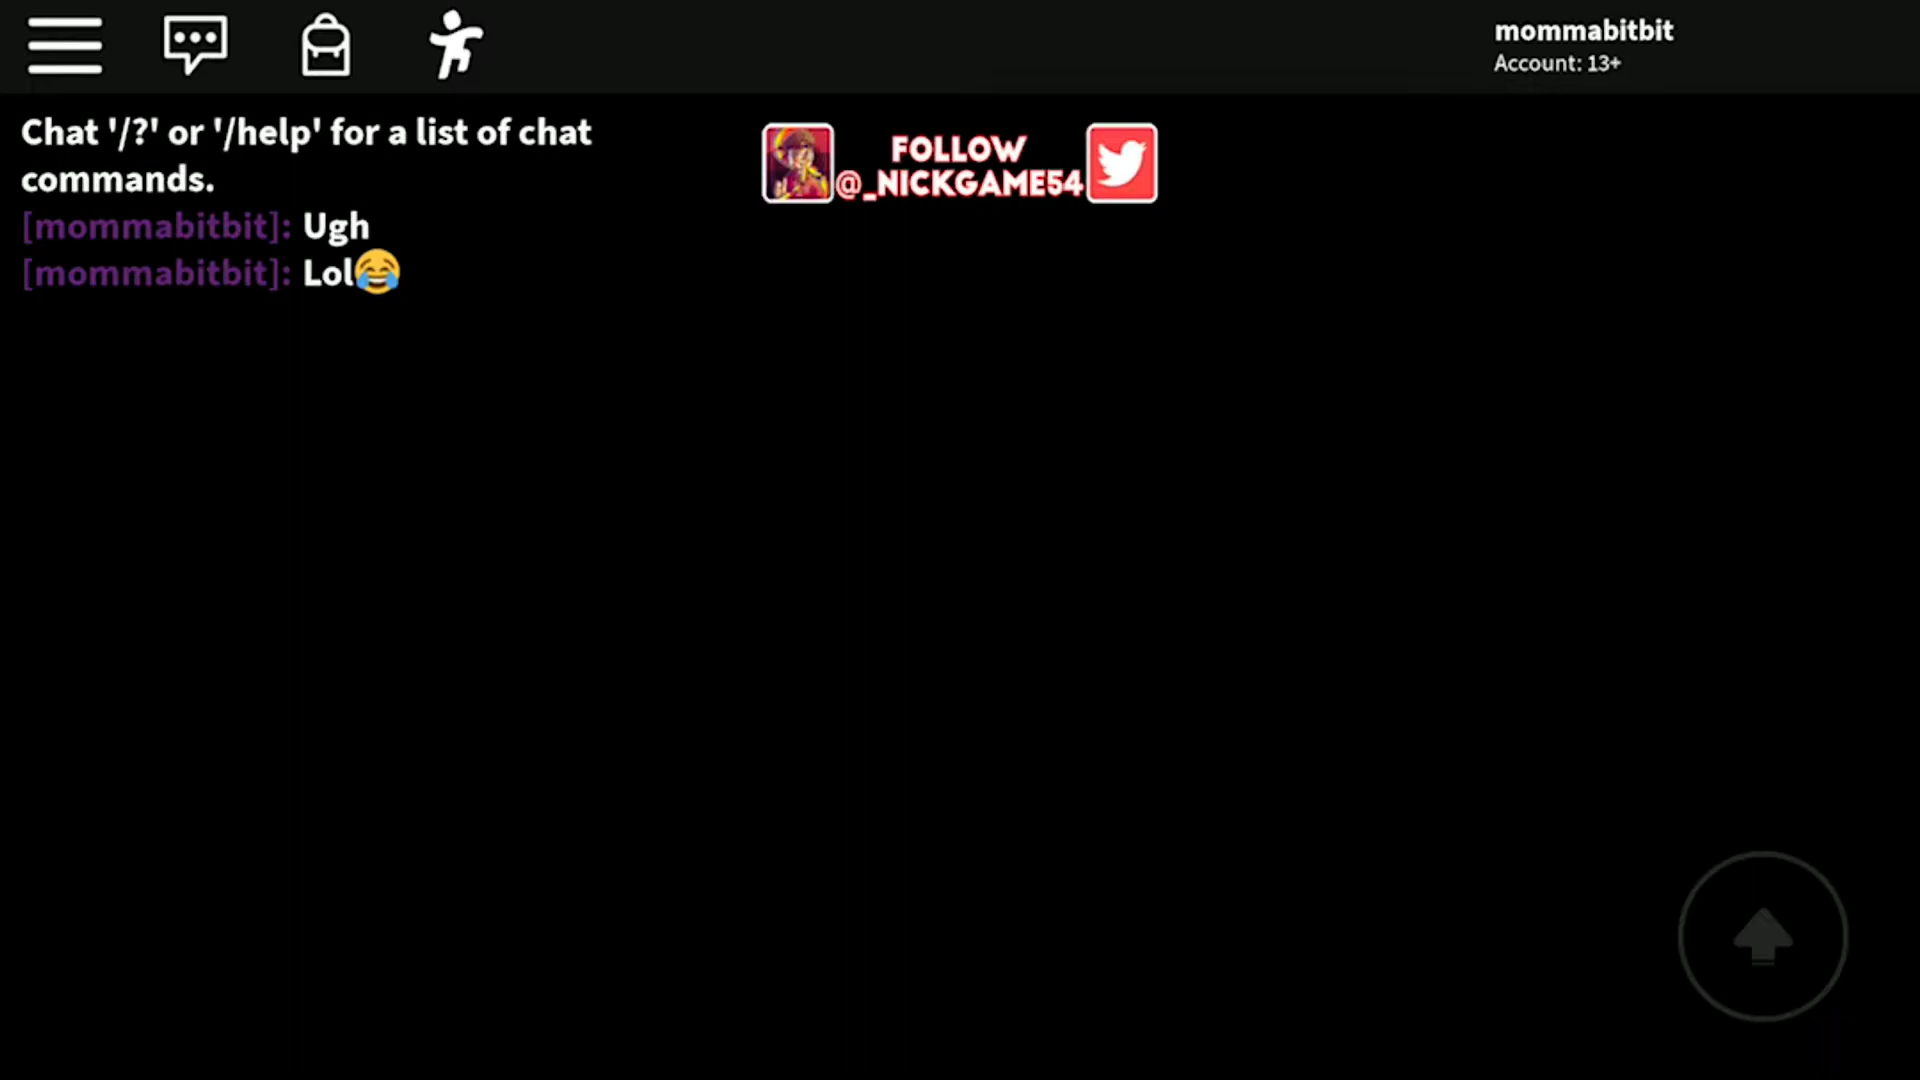 mommabitbit
Account: 13+
Chat '/?' or '/help' for a list of chat
commands.
[mommabitbit]: Ugh
[mommabitbit]: Lol😂
FOLLOW
@_NICKGAME54